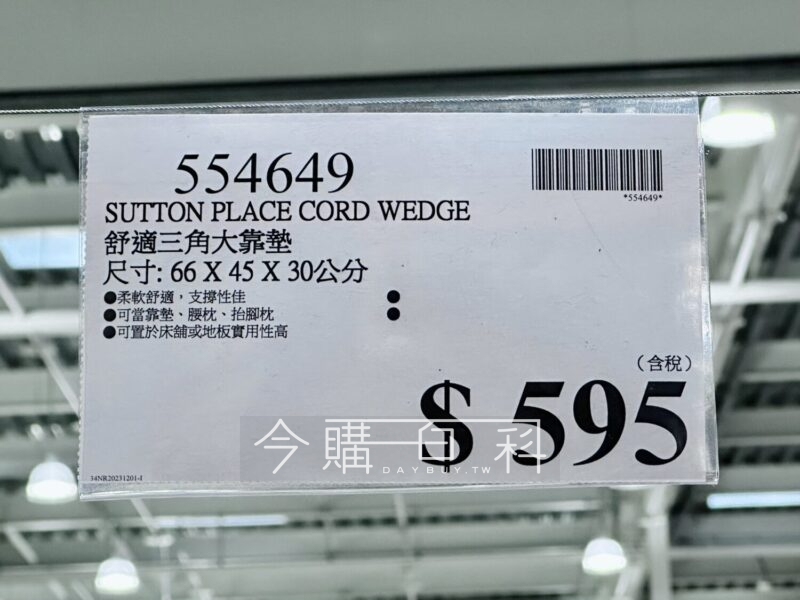 554649
*554649*
SUTTON PLACE CORD WEDGE
舒適三角大靠墊
尺寸: 66 X 45 X 30公分
●柔軟舒適，支撐性佳
●可當靠墊、腰枕、抬腳枕
●可置於床舖或地板實用性高
●
●
（含稅）
$ 595
今購百科
DAYBUY.TW
34NR20231201-1